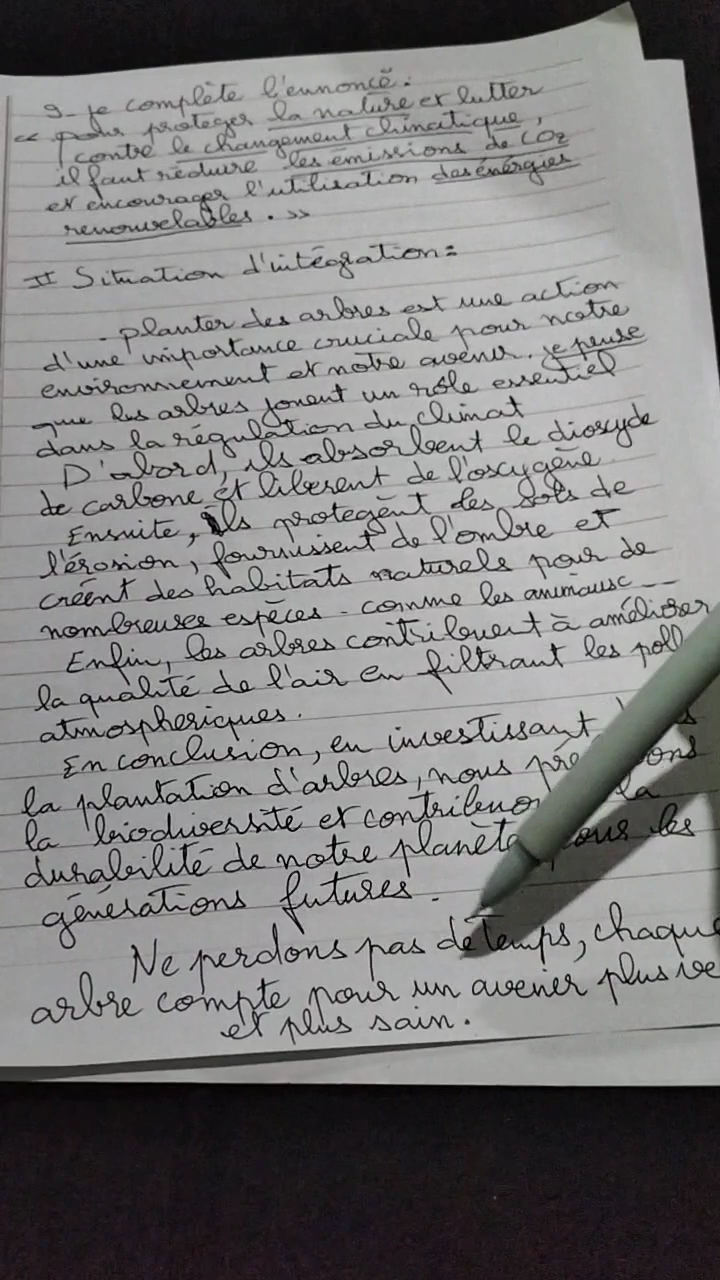 9- je complète l'ennoncé :
« pour protéger la nature et lutter
contre le changement climatique,
il faut réduire les émissions de CO2
et encourager l'utilisation des énergies
renouvelables. »
II Situation d'intégration :
. planter des arbres est une action
d'une importance cruciale pour notre
environnement et notre avenir. je pense
que les arbres jouent un rôle essentiel
dans la régulation du climat
D'abord, ils absorbent le dioxyde
de carbone et libèrent de l'oxygène.
Ensuite, ils protegènt les sols de
l'érosion, fournissent de l'ombre et
créent des habitats naturels pour de
nombreuses espèces - comme les animaux --
Enfin, les arbres contribuent à améliorer
la qualité de l'air en filtrant les
atmospheriques.
En conclusion, en investissant
la plantation d'arbres, nous
la biodiversité et la
durabilité de notre planète les
générations futures.
Ne perdons pas de temps, chaque
arbre compte pour un avenir plus
et plus sain.